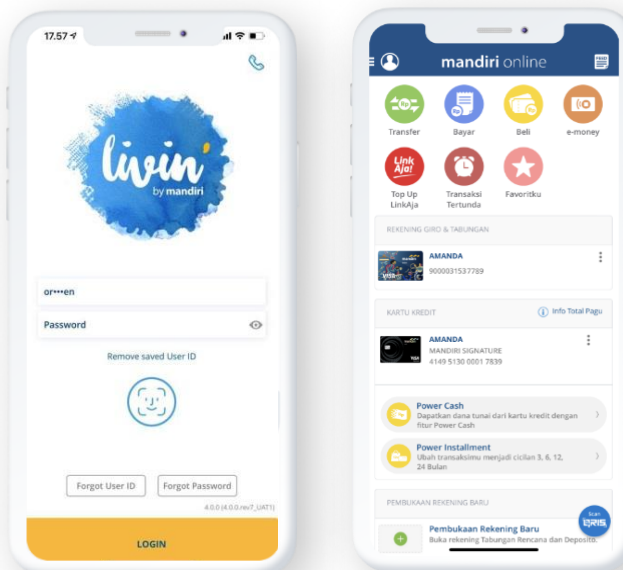 17.57
livin'
by mandiri
or•••en
Password
Remove saved User ID
Forgot User ID
Forgot Password
4.0.0 (4.0.0.rev7_UAT1)
LOGIN
mandiri online
Transfer
Bayar
Beli
e-money
Link
Aja!
Top Up
LinkAja
Transaksi
Tertunda
Favoritku
REKENING GIRO & TABUNGAN
AMANDA
9000031537789
KARTU KREDIT
Info Total Pagu
AMANDA
MANDIRI SIGNATURE
4149 5130 0001 7839
Power Cash
Dapatkan dana tunai dari kartu kredit dengan
fitur Power Cash
Power Installment
Ubah transaksimu menjadi cicilan 3, 6, 12,
24 Bulan
PEMBUKAAN REKENING BARU
Pembukaan Rekening Baru
Buka rekening Tabungan Rencana dan Deposito.
Scan
QRIS